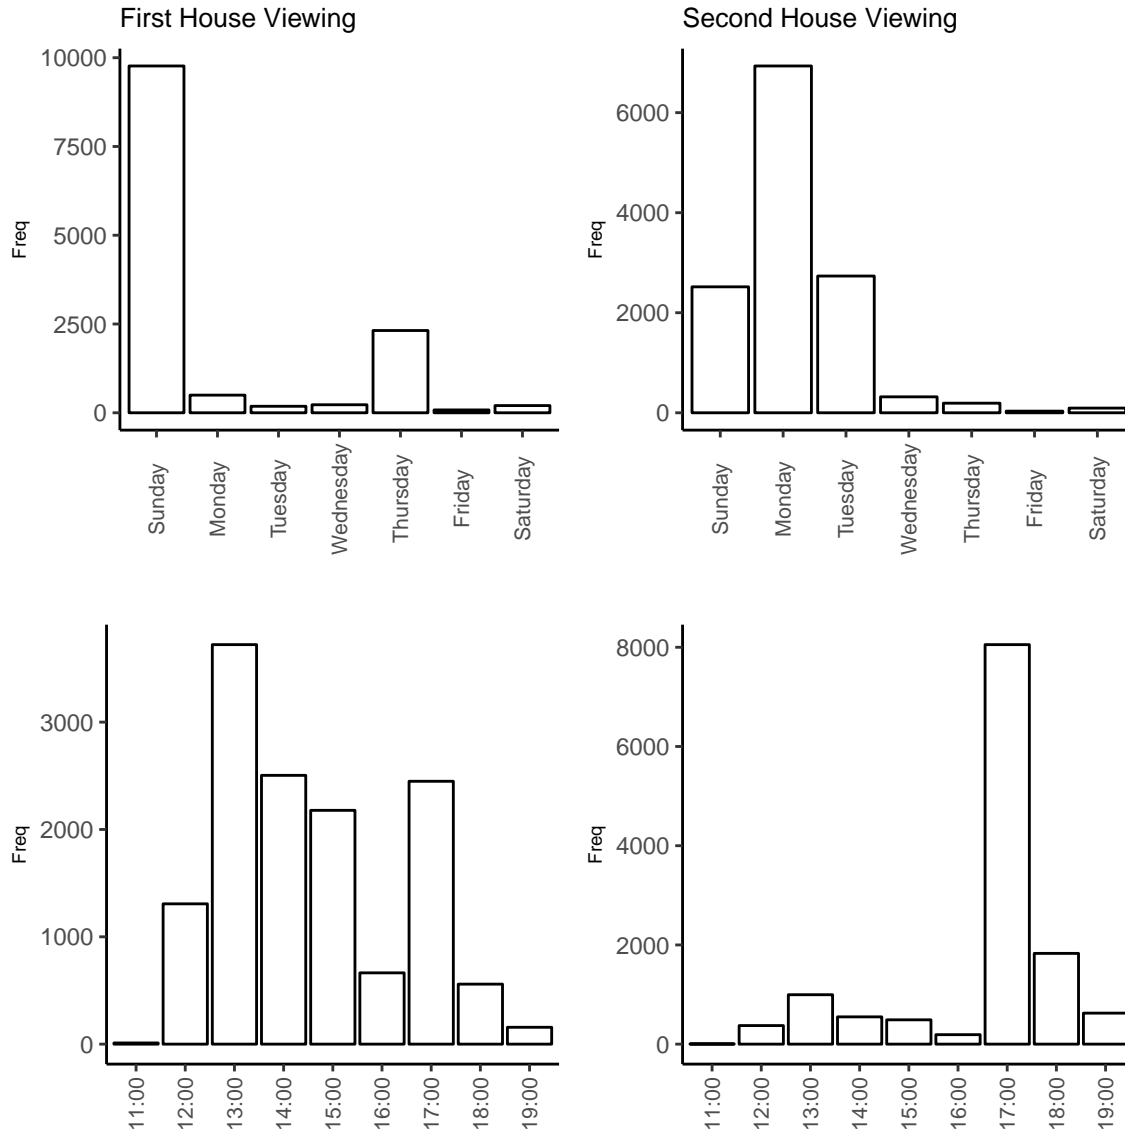 First House Viewing
10000
7500
5000
2500
0
Freq
Sunday
Monday
Tuesday
Wednesday
Thursday
Friday
Saturday
Second House Viewing
6000
4000
2000
0
Freq
Sunday
Monday
Tuesday
Wednesday
Thursday
Friday
Saturday
3000
2000
1000
0
Freq
11:00
12:00
13:00
14:00
15:00
16:00
17:00
18:00
19:00
8000
6000
4000
2000
0
Freq
11:00
12:00
13:00
14:00
15:00
16:00
17:00
18:00
19:00